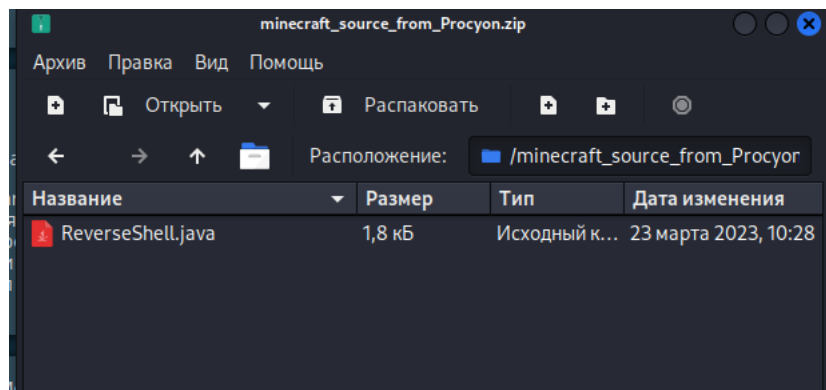 minecraft_source_from_Procyon.zip
Архив Правка Вид Помощь
Открыть Распаковать
Расположение: /minecraft_source_from_Procyon
Название Размер Тип Дата изменения
ReverseShell.java 1,8 кБ Исходный к... 23 марта 2023, 10:28